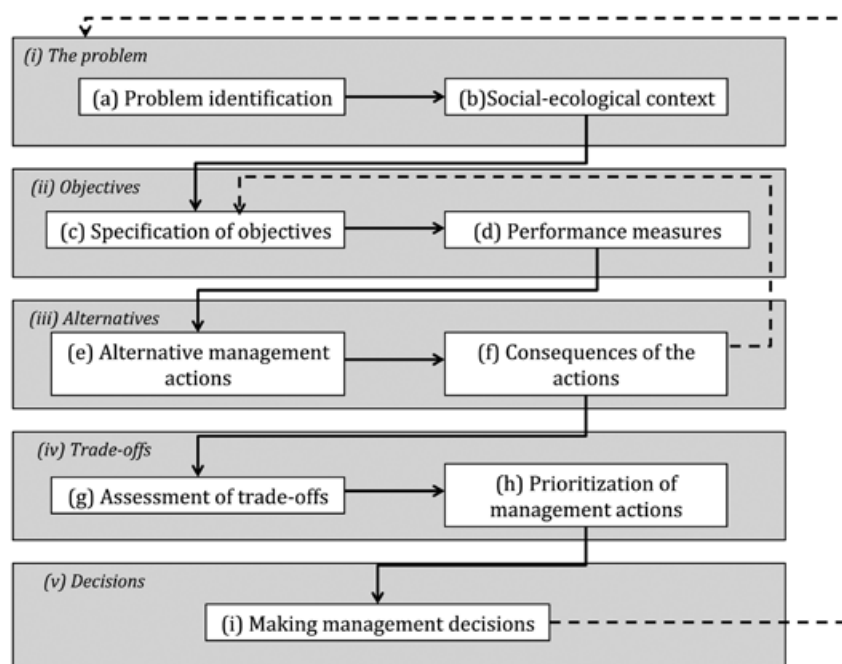 (i) The problem
(a) Problem identification
(b)Social-ecological context
(ii) Objectives
(c) Specification of objectives
(d) Performance measures
(iii) Alternatives
(e) Alternative management
actions
(f) Consequences of the
actions
(iv) Trade-offs
(g) Assessment of trade-offs
(h) Prioritization of
management actions
(v) Decisions
(i) Making management decisions